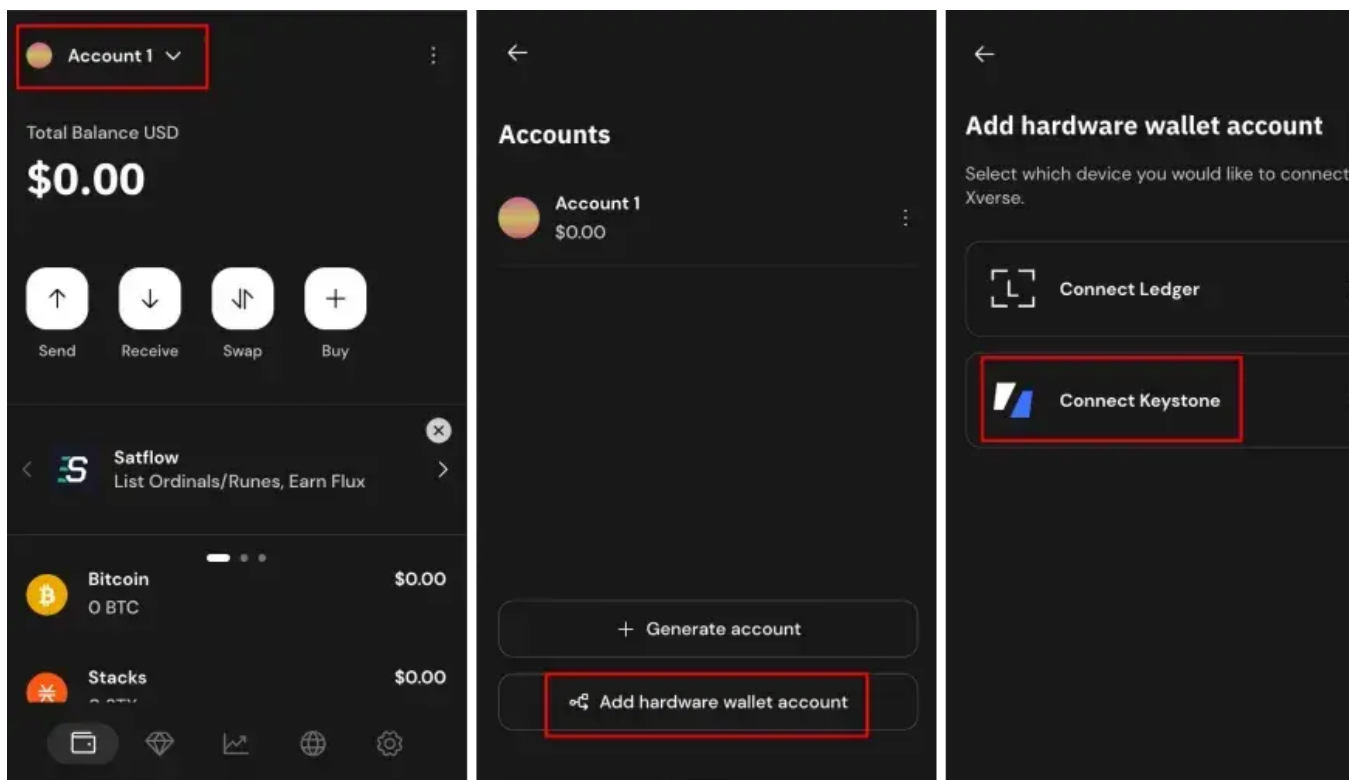 Account 1
Total Balance USD
$0.00
Send Receive Swap Buy
Satflow
List Ordinals/Runes, Earn Flux
Bitcoin $0.00
0 BTC
Stacks $0.00
Accounts
Account 1
$0.00
Generate account
Add hardware wallet account
Add hardware wallet account
Select which device you would like to connect
Xverse.
L Connect Ledger
Connect Keystone